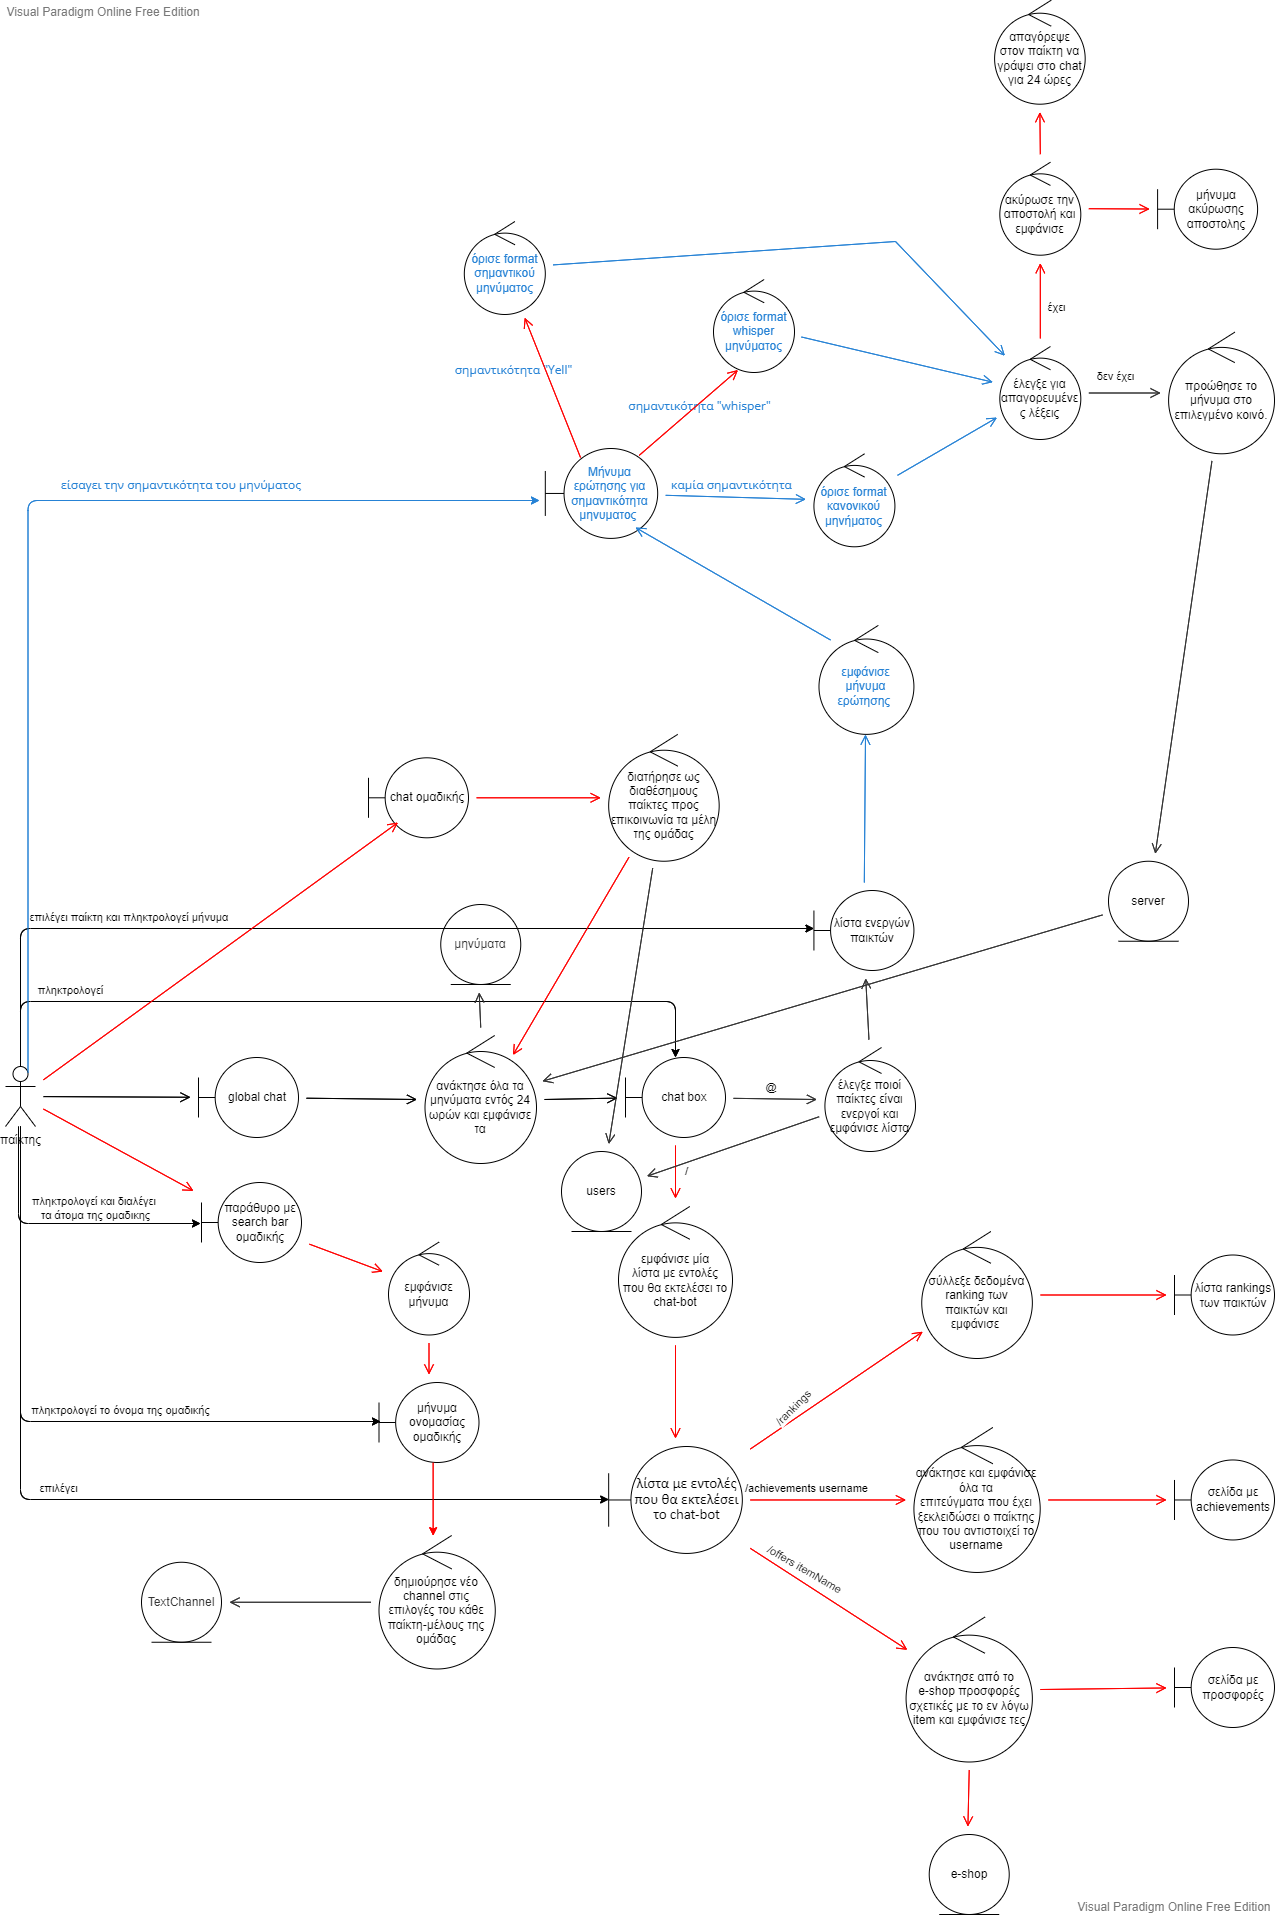 Visual Paradigm Online Free Edition
απαγόρεψε
στον παίκτη να
γράψει στο chat
για 24 ώρες
ακύρωσε την
αποστολή και
εμφάνισε
μήνυμα
ακύρωσης
αποστολης
όρισε format
σημαντικού
μηνύματος
όρισε format
whisper
μηνύματος
έχει
σημαντικότητα "Yell"
σημαντικότητα "whisper"
έλεγξε για
απαγορευμένε
ς λέξεις
δεν έχει
προώθησε το
μήνυμα στο
επιλεγμένο κοινό.
είσαγει την σημαντικότητα του μηνύματος
Μήνυμα
ερώτησης για
σημαντικότητα
μηνυματος
καμία σημαντικότητα
όρισε format
κανονικού
μηνήματος
εμφάνισε
μήνυμα
ερώτησης
chat ομαδικής
διατήρησε ως
διαθέσημους
παίκτες προς
επικοινωνία τα μέλη
της ομάδας
επιλέγει παίκτη και πληκτρολογεί μήνυμα
μηνύματα
λίστα ενεργών
παικτών
server
πληκτρολογεί
παίκτης
global chat
ανάκτησε όλα τα
μηνύματα εντός 24
ωρών και εμφάνισε
τα
chat box
@
έλεγξε ποιοί
παίκτες είναι
ενεργοί και
εμφάνισε λίστα
/
users
πληκτρολογεί και διαλέγει
τα άτομα της ομαδικης
παράθυρο με
search bar
ομαδικής
εμφάνισε
μήνυμα
εμφάνισε μία
λίστα με εντολές
που θα εκτελέσει το
chat-bot
σύλλεξε δεδομένα
ranking των
παικτών και
εμφάνισε
λίστα rankings
των παικτών
/rankings
πληκτρολογεί το όνομα της ομαδικής
μήνυμα
ονομασίας
ομαδικής
επιλέγει
λίστα με εντολές
που θα εκτελέσει
το chat-bot
/achievements username
ανάκτησε και εμφάνισε
όλα τα
επιτεύγματα που έχει
ξεκλειδώσει ο παίκτης
που του αντιστοιχεί το
username
σελίδα με
achievements
/offers itemName
TextChannel
δημιούρησε νέο
channel στις
επιλογές του κάθε
παίκτη-μέλους της
ομάδας
ανάκτησε από το
e-shop προσφορές
σχετικές με το εν λόγω
item και εμφάνισε τες
σελίδα με
προσφορές
e-shop
Visual Paradigm Online Free Edition